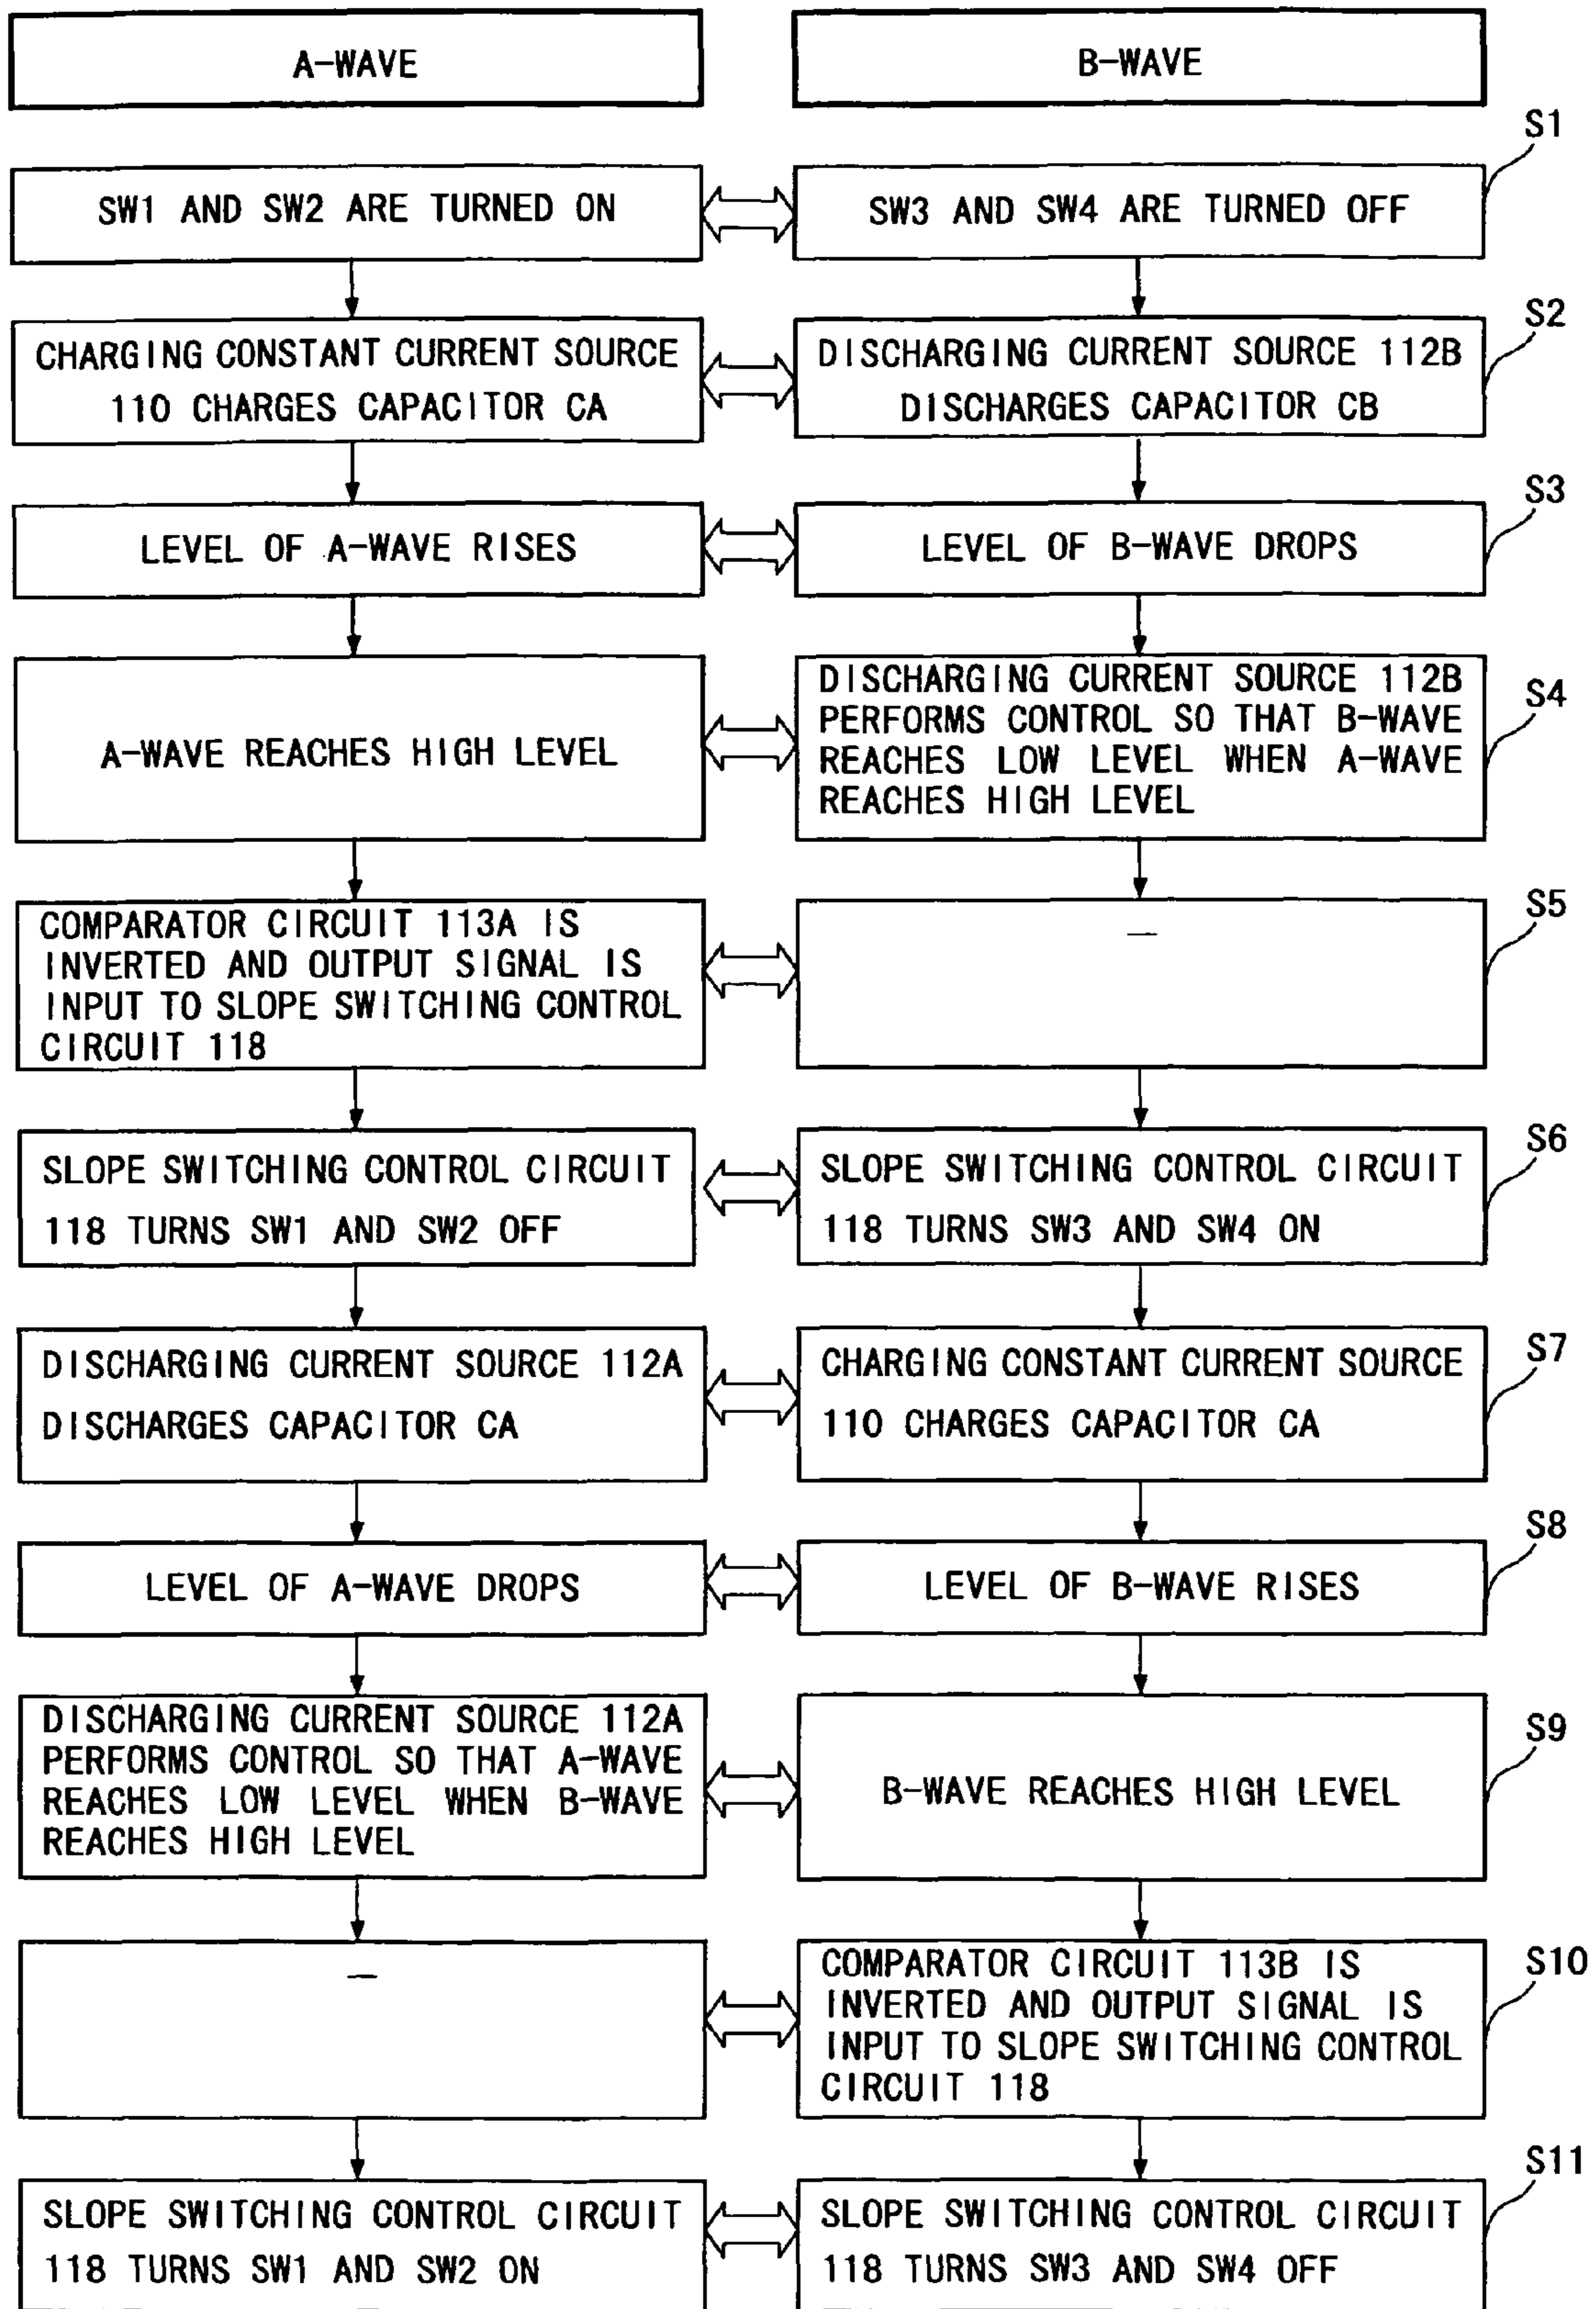 A-WAVE
B-WAVE
S1
SW1 AND SW2 ARE TURNED ON
SW3 AND SW4 ARE TURNED OFF
S2
CHARGING CONSTANT CURRENT SOURCE
110 CHARGES CAPACITOR CA
DISCHARGING CURRENT SOURCE 112B
DISCHARGES CAPACITOR CB
S3
LEVEL OF A-WAVE RISES
LEVEL OF B-WAVE DROPS
S4
A-WAVE REACHES HIGH LEVEL
DISCHARGING CURRENT SOURCE 112B
PERFORMS CONTROL SO THAT B-WAVE
REACHES LOW LEVEL WHEN A-WAVE
REACHES HIGH LEVEL
S5
COMPARATOR CIRCUIT 113A IS
INVERTED AND OUTPUT SIGNAL IS
INPUT TO SLOPE SWITCHING CONTROL
CIRCUIT 118
—
S6
SLOPE SWITCHING CONTROL CIRCUIT
118 TURNS SW1 AND SW2 OFF
SLOPE SWITCHING CONTROL CIRCUIT
118 TURNS SW3 AND SW4 ON
S7
DISCHARGING CURRENT SOURCE 112A
DISCHARGES CAPACITOR CA
CHARGING CONSTANT CURRENT SOURCE
110 CHARGES CAPACITOR CA
S8
LEVEL OF A-WAVE DROPS
LEVEL OF B-WAVE RISES
S9
DISCHARGING CURRENT SOURCE 112A
PERFORMS CONTROL SO THAT A-WAVE
REACHES LOW LEVEL WHEN B-WAVE
REACHES HIGH LEVEL
B-WAVE REACHES HIGH LEVEL
S10
—
COMPARATOR CIRCUIT 113B IS
INVERTED AND OUTPUT SIGNAL IS
INPUT TO SLOPE SWITCHING CONTROL
CIRCUIT 118
S11
SLOPE SWITCHING CONTROL CIRCUIT
118 TURNS SW1 AND SW2 ON
SLOPE SWITCHING CONTROL CIRCUIT
118 TURNS SW3 AND SW4 OFF